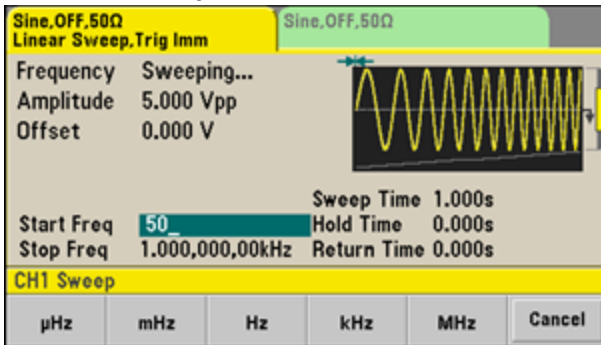 Sine,OFF,50Ω
Linear Sweep,Trig Imm
Sine,OFF,50Ω
Frequency Sweeping...
Amplitude 5.000 Vpp
Offset 0.000 V
Sweep Time 1.000s
Start Freq 50_ Hold Time 0.000s
Stop Freq 1.000,000,00kHz Return Time 0.000s
CH1 Sweep
µHz mHz Hz kHz MHz Cancel